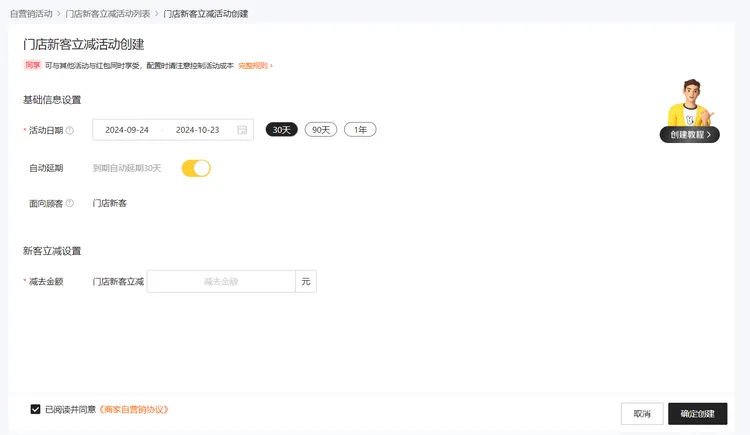 自营销活动 > 门店新客立减活动列表 > 门店新客立减活动创建
门店新客立减活动创建
同享 可与其他活动与红包同时享受，配置时请注意控制活动成本 完整规则 >
基础信息设置
* 活动日期 ? 2024-09-24 - 2024-10-23 30天 90天 1年
创建教程 >
自动延期 到期自动延期30天
面向顾客 ? 门店新客
新客立减设置
* 减去金额 门店新客立减 减去金额 元
已阅读并同意《商家自营销协议》
取消 确定创建